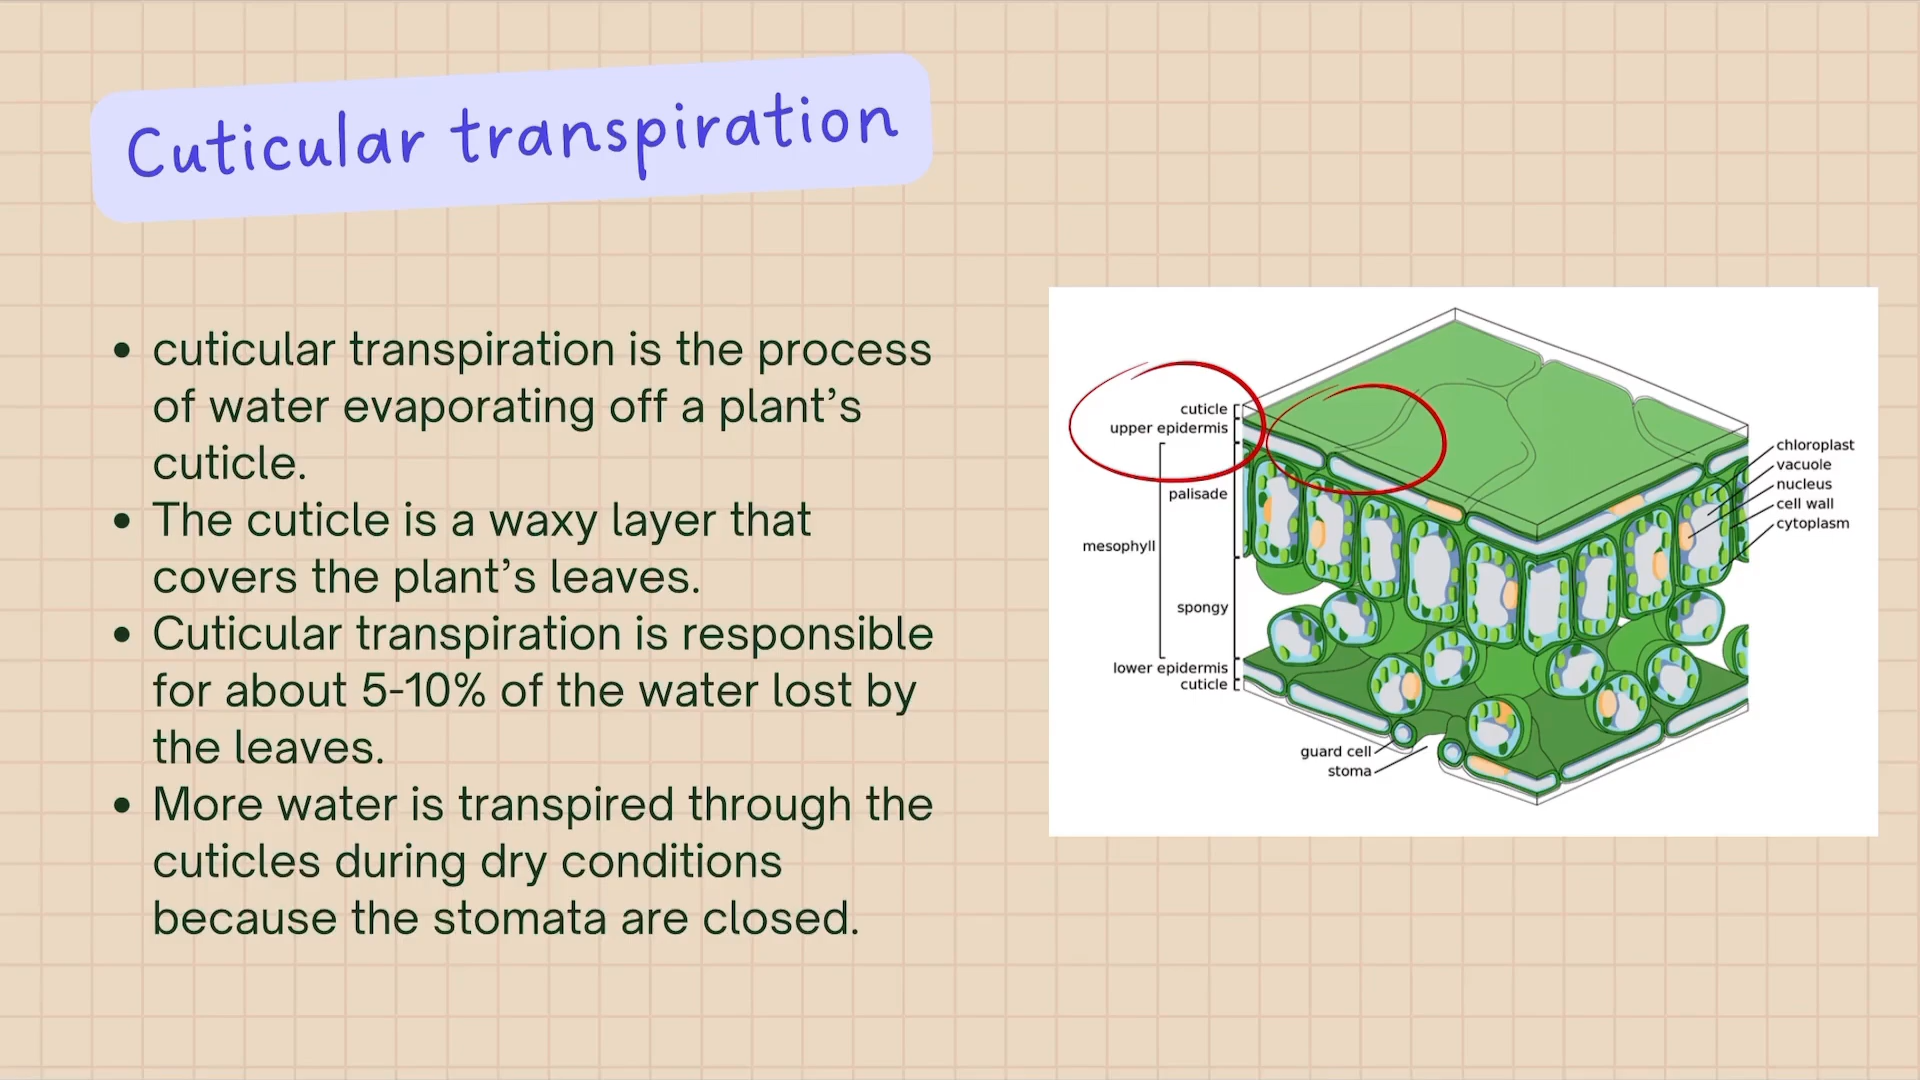 Cuticular transpiration
• cuticular transpiration is the process
of water evaporating off a plant’s
cuticle.
• The cuticle is a waxy layer that
covers the plant’s leaves.
• Cuticular transpiration is responsible
for about 5-10% of the water lost by
the leaves.
• More water is transpired through the
cuticles during dry conditions
because the stomata are closed.
cuticle
upper epidermis
palisade
mesophyll
spongy
lower epidermis
cuticle
guard cell
stoma
chloroplast
vacuole
nucleus
cell wall
cytoplasm